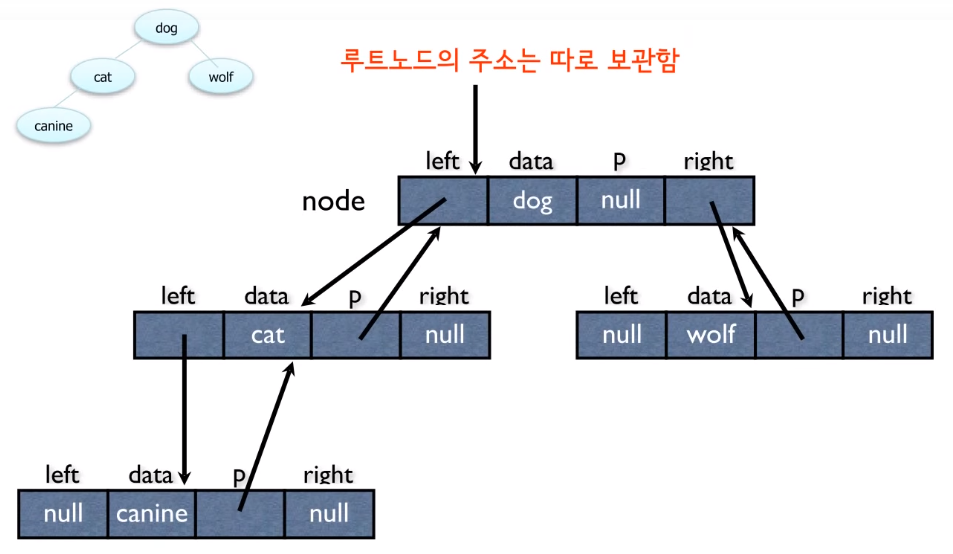 dog
cat
wolf
canine
루트노드의 주소는 따로 보관함
left data P right
node
dog null
left data P right
cat null
left data P right
null wolf null
left data P right
null canine null